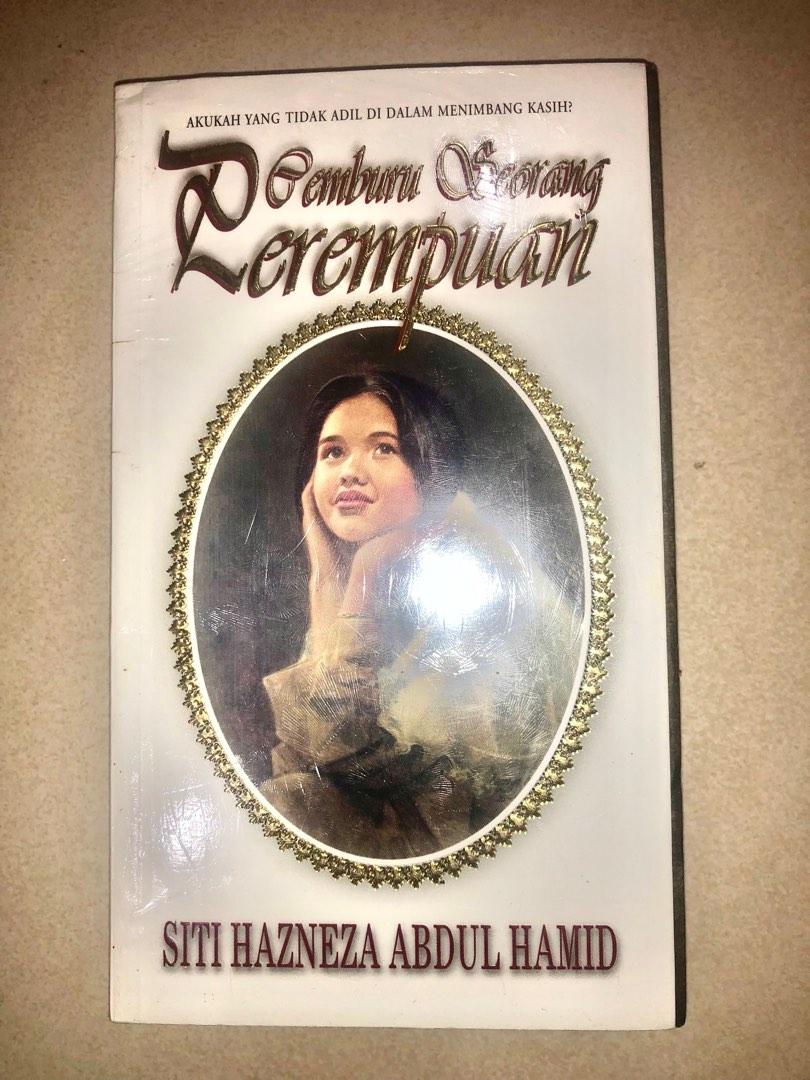 AKUKAH YANG TIDAK ADIL DI DALAM MENIMBANG KASIH?
Cemburu Seorang
Perempuan
SITI HAZNEZA ABDUL HAMID